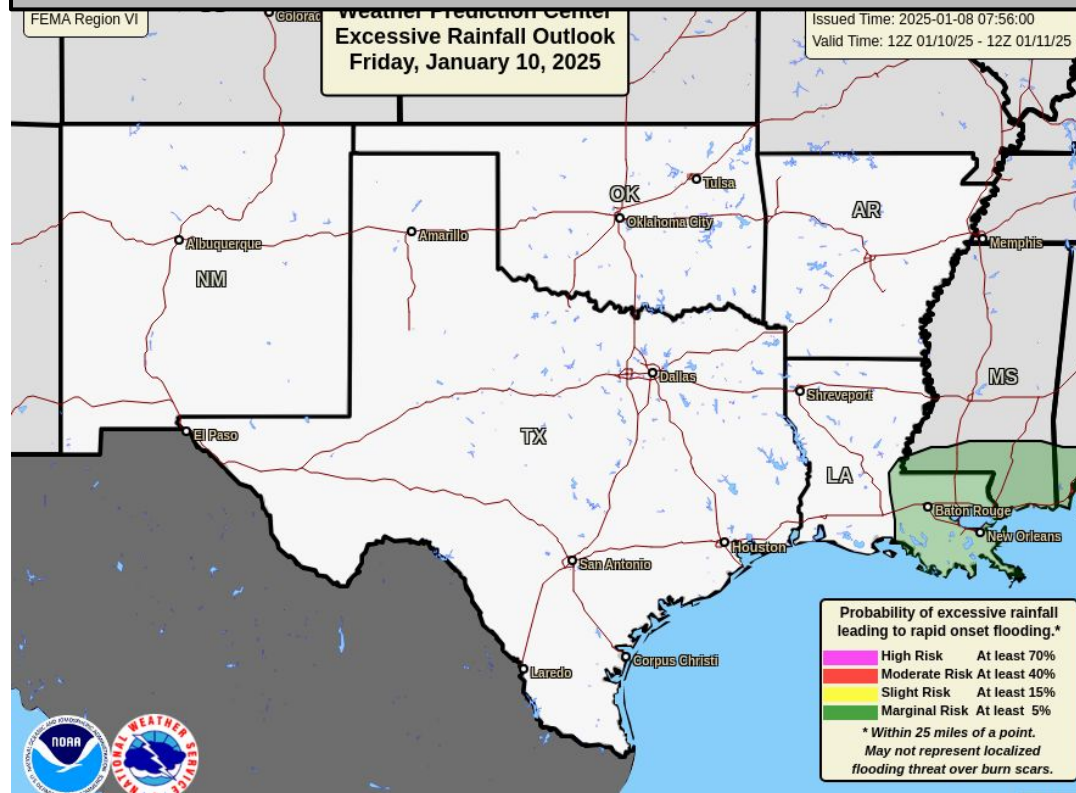 FEMA Region VI
Weather Prediction Center
Excessive Rainfall Outlook
Friday, January 10, 2025
Issued Time: 2025-01-08 07:56:00
Valid Time: 12Z 01/10/25 - 12Z 01/11/25
Colorad
Tulsa
OK
Oklahoma City
AR
Albuquerque
Amarillo
Memphis
NM
Dallas
MS
Shreveport
El Paso
TX
LA
Baton Rouge
New Orleans
Houston
San Antonio
Corpus Christi
Laredo
Probability of excessive rainfall
leading to rapid onset flooding.*
High Risk At least 70%
Moderate Risk At least 40%
Slight Risk At least 15%
Marginal Risk At least 5%
* Within 25 miles of a point.
May not represent localized
flooding threat over burn scars.
NOAA
NATIONAL WEATHER SERVICE